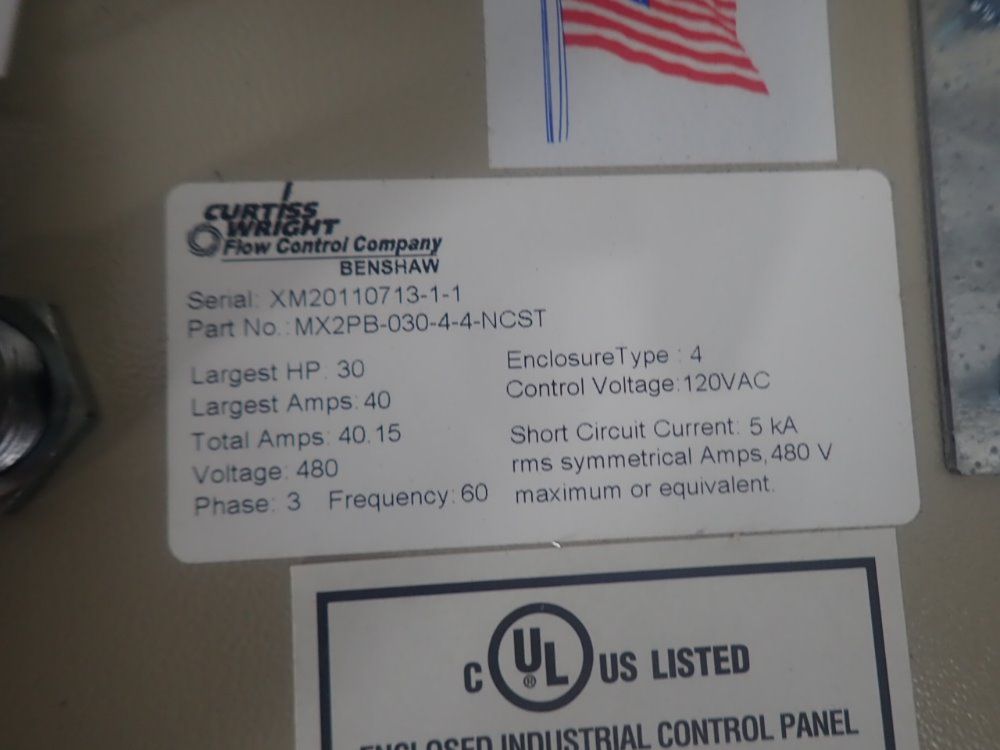 CURTISS
WRIGHT
Flow Control Company
BENSHAW
Serial: XM20110713-1-1
Part No.:MX2PB-030-4-4-NCST
Largest HP: 30
Largest Amps: 40
Total Amps: 40.15
Voltage: 480
Phase: 3 Frequency: 60
EnclosureType : 4
Control Voltage:120VAC
Short Circuit Current: 5 kA
rms symmetrical Amps,480 V
maximum or equivalent.
C UL ® US LISTED
ENCLOSED INDUSTRIAL CONTROL PANEL